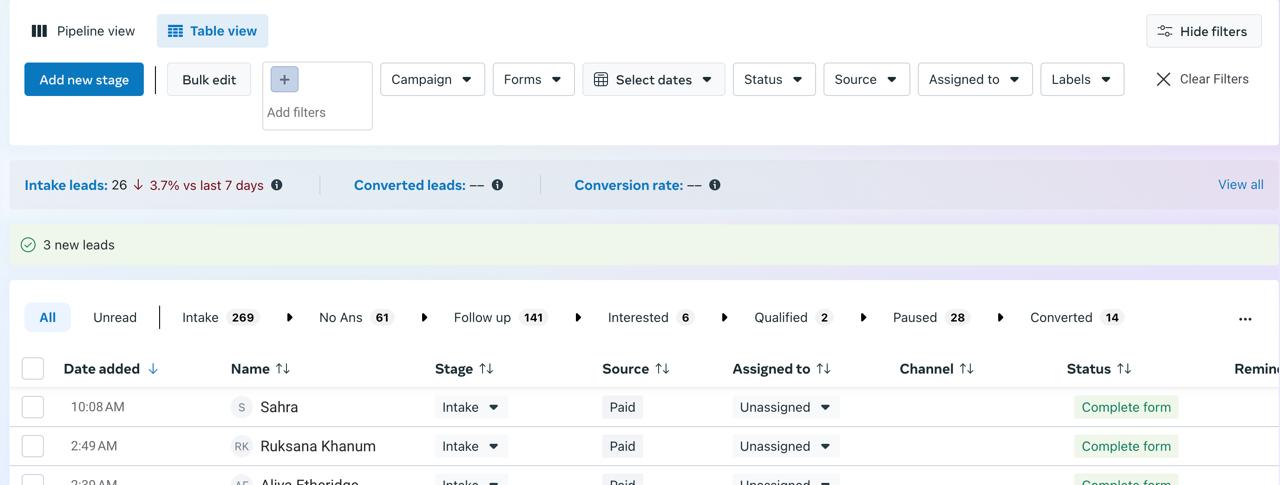 Pipeline view Table view Hide filters
Add new stage Bulk edit + Campaign Forms Select dates Status Source Assigned to Labels Clear Filters
Add filters
Intake leads: 26 ↓ 3.7% vs last 7 days Converted leads: –– Conversion rate: –– View all
3 new leads
All Unread Intake 269 No Ans 61 Follow up 141 Interested 6 Qualified 2 Paused 28 Converted 14 ...
Date added ↓ Name ↑↓ Stage ↑↓ Source ↑↓ Assigned to ↑↓ Channel ↑↓ Status ↑↓
10:08 AM S Sahra Intake Paid Unassigned Complete form
2:49 AM RK Ruksana Khanum Intake Paid Unassigned Complete form
2:39 AM AE Aliya Etheridge Intake Paid Unassigned Complete form